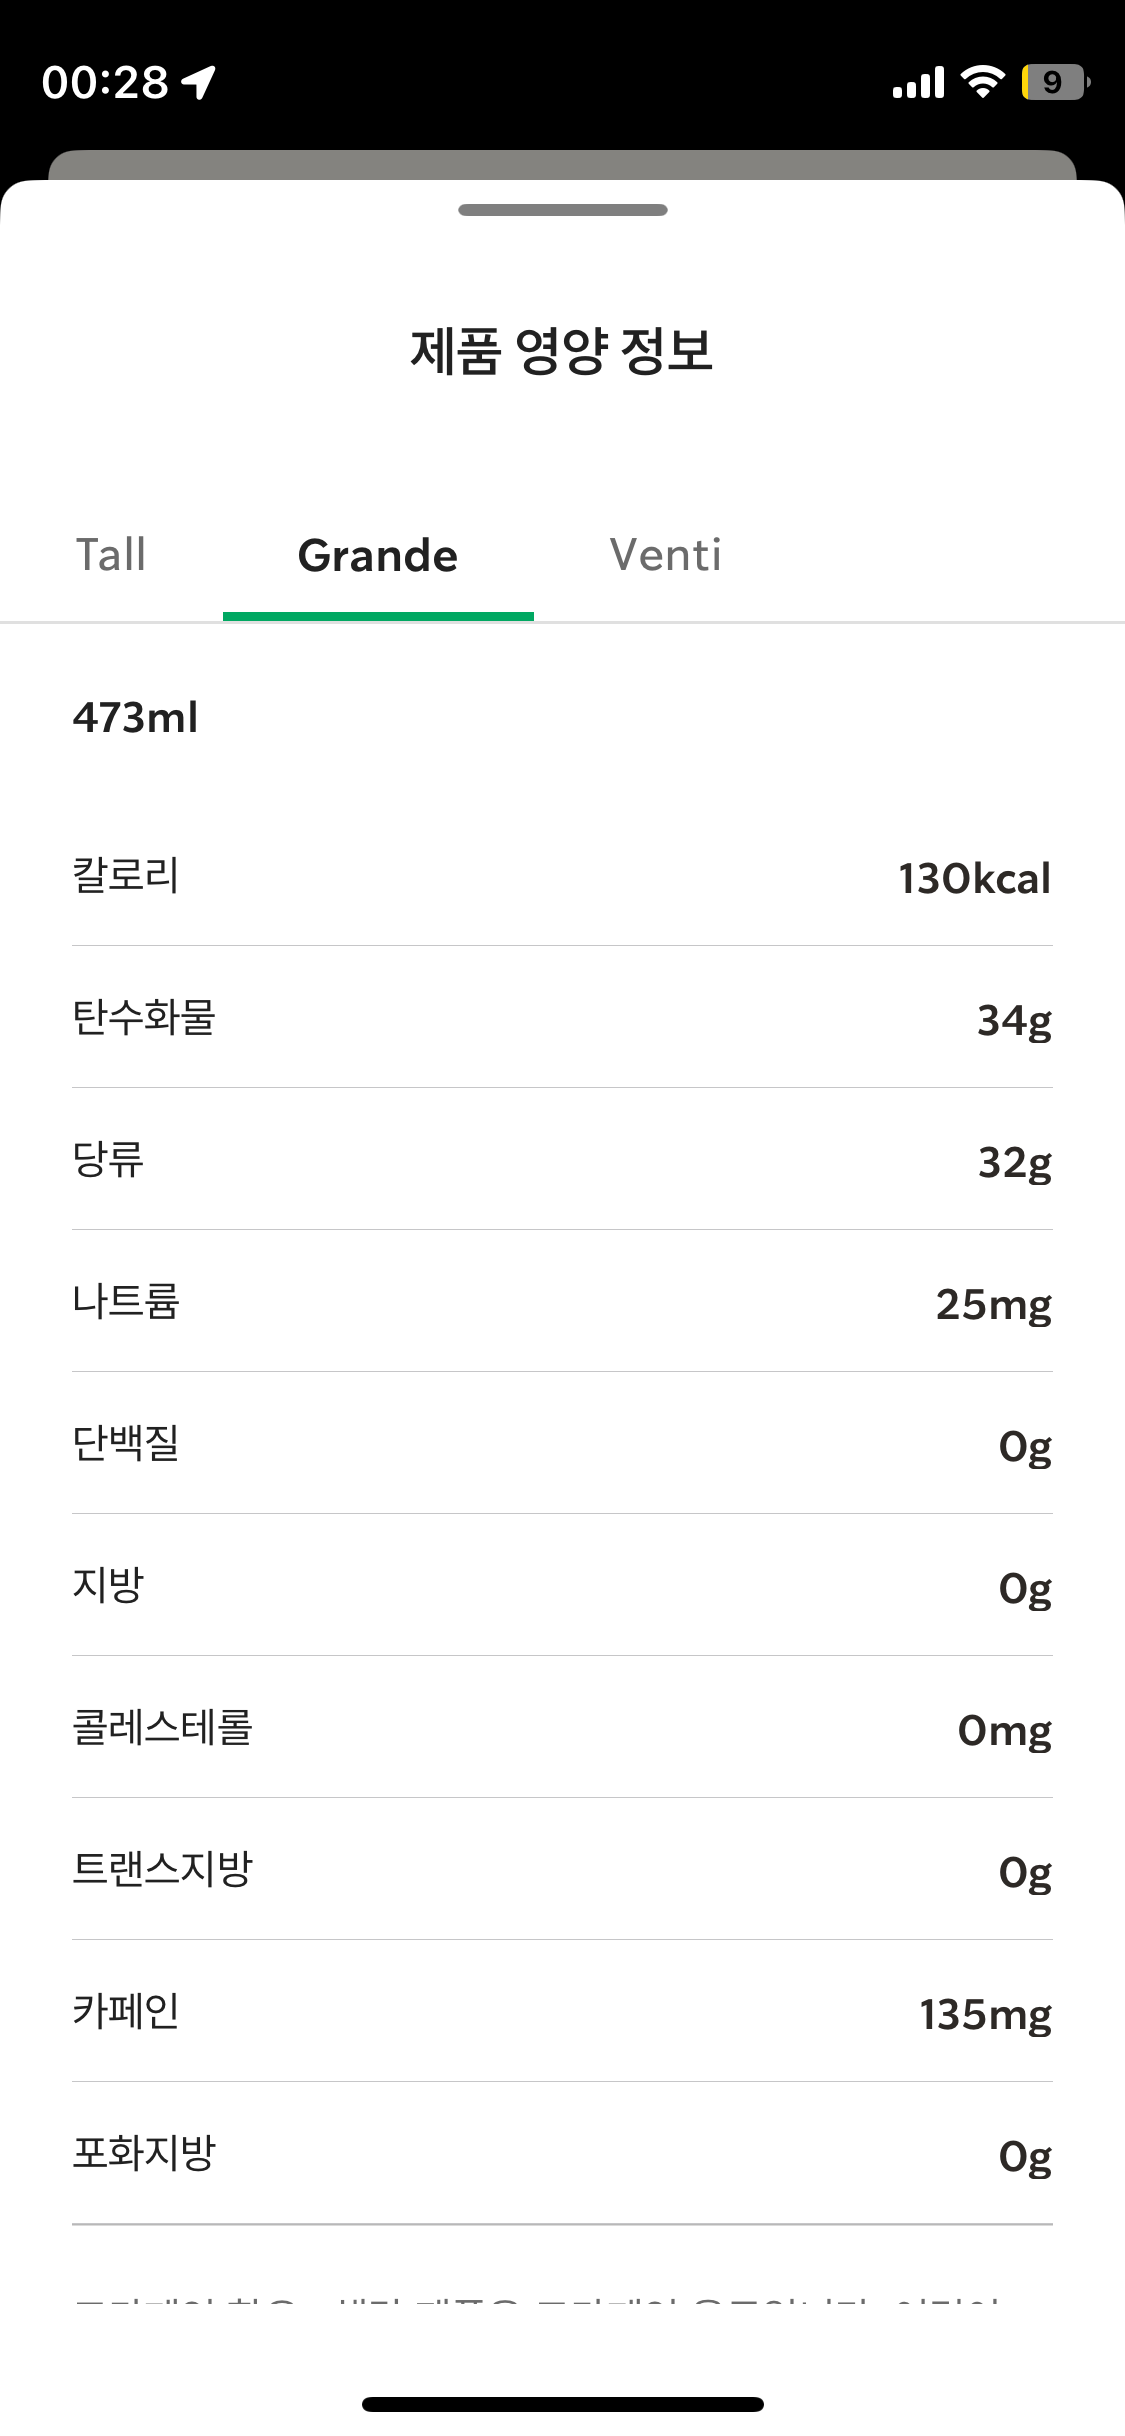 00:28
9
제품 영양 정보
Tall Grande Venti
473ml
칼로리 130kcal
탄수화물 34g
당류 32g
나트륨 25mg
단백질 0g
지방 0g
콜레스테롤 0mg
트랜스지방 0g
카페인 135mg
포화지방 0g